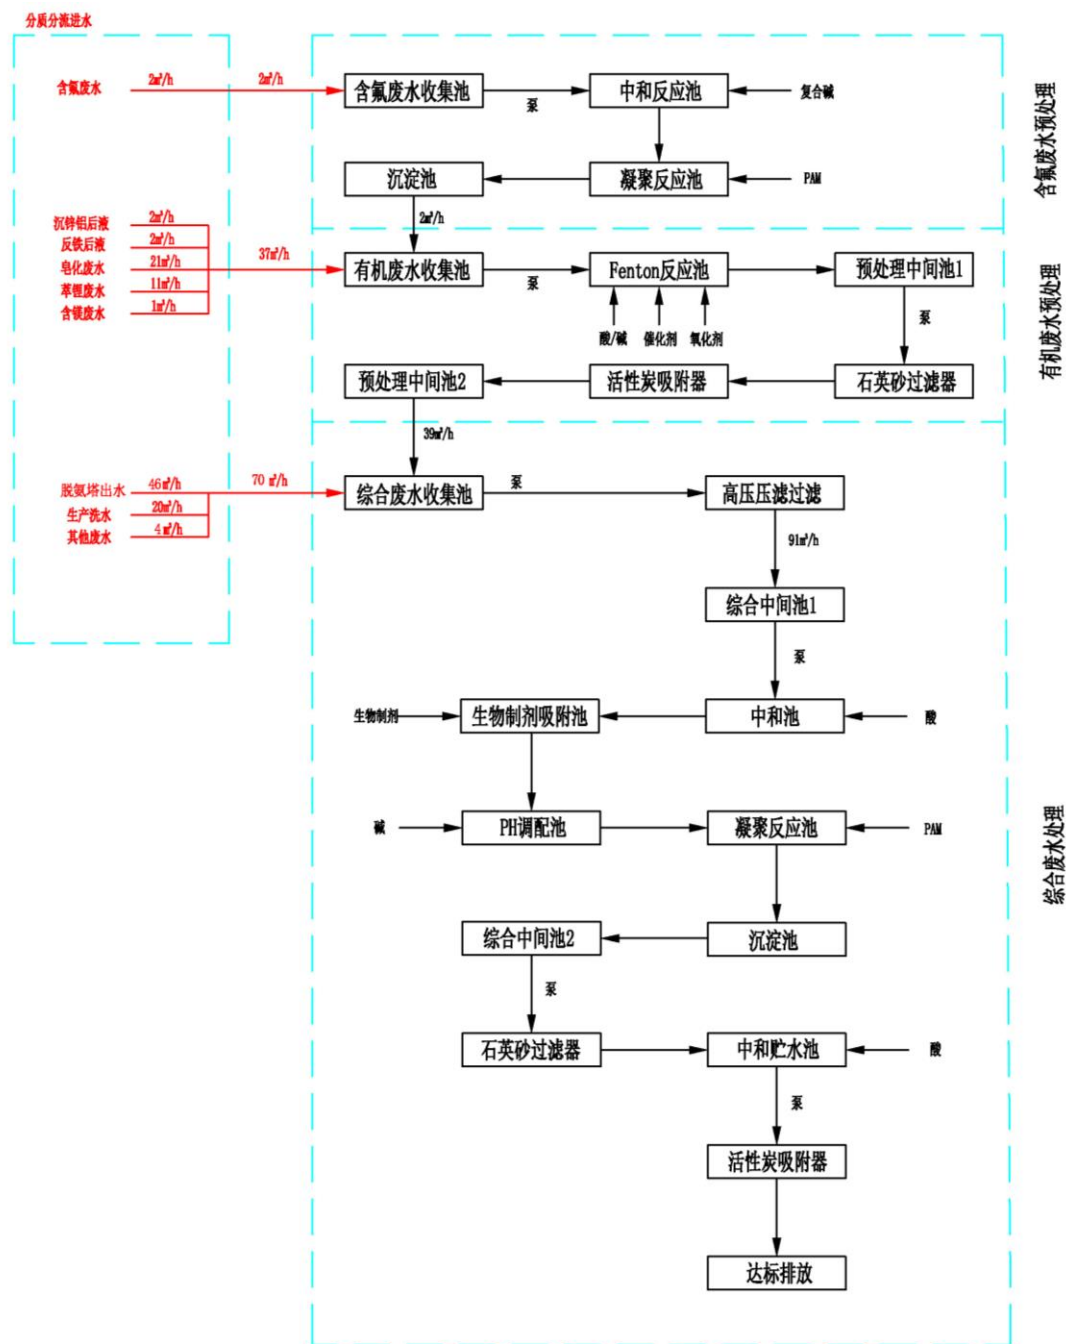 分质分流进水
含氟废水 2m³/h 2m³/h 含氟废水收集池 泵 中和反应池 复合碱
沉淀池 凝聚反应池 PAM
2m³/h
含氟废水预处理
沉锌铝后液 2m³/h
反铁后液 2m³/h
皂化废水 21m³/h
萃锂废水 11m³/h
含镁废水 1m³/h
37m³/h 有机废水收集池 泵 Fenton反应池 预处理中间池1
酸/碱 催化剂 氧化剂 泵
预处理中间池2 活性炭吸附器 石英砂过滤器
39m³/h
有机废水预处理
脱氨塔出水 46m³/h
生产洗水 20m³/h
其他废水 4m³/h
70 m³/h 综合废水收集池 泵 高压压滤过滤
91m³/h
综合中间池1
泵
生物制剂 生物制剂吸附池 中和池 酸
碱 PH调配池 凝聚反应池 PAM
综合中间池2 沉淀池
泵
石英砂过滤器 中和贮水池 酸
泵
活性炭吸附器
达标排放
综合废水处理